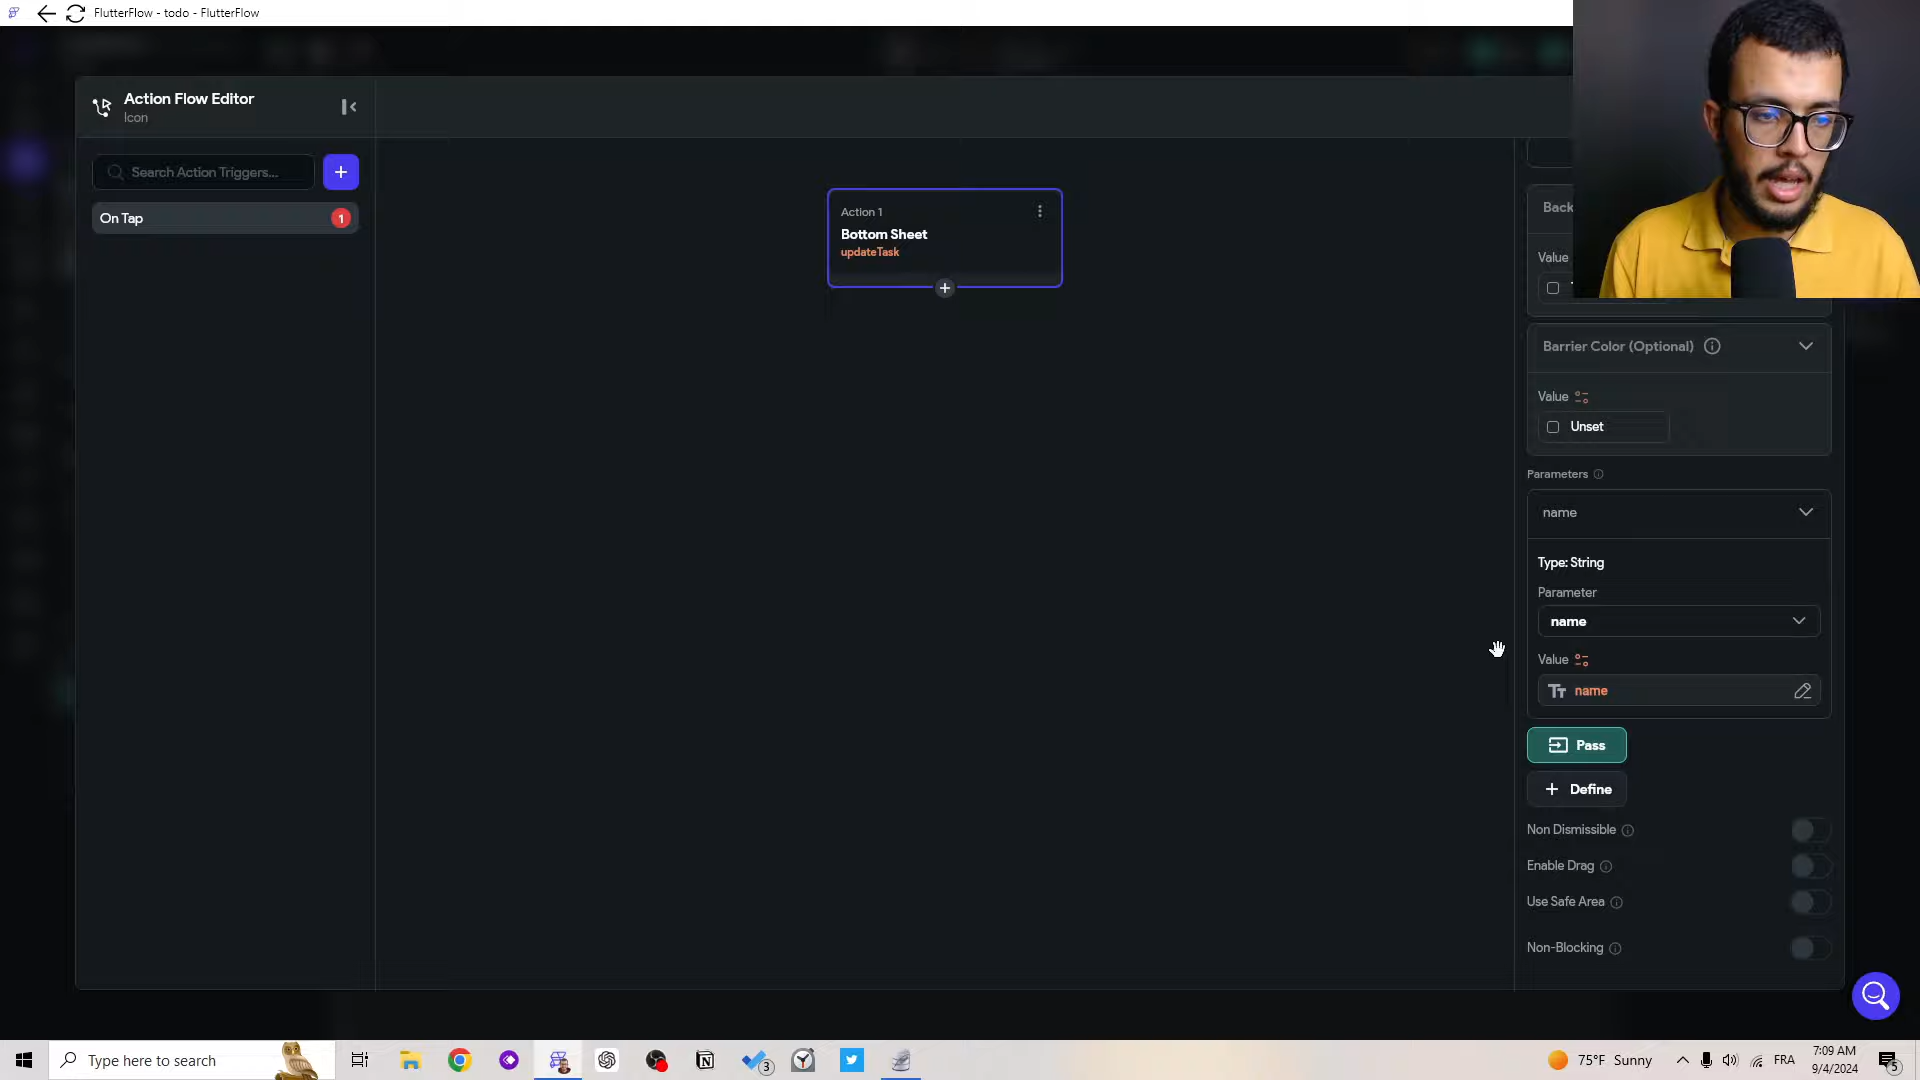 FlutterFlow - todo - FlutterFlow
Action Flow Editor
Icon
Search Action Triggers...
+
On Tap
1
Action 1
Bottom Sheet
updateTask
+
Back
Value
Barrier Color (Optional)
Value
Unset
Parameters
name
Type: String
Parameter
name
Value
Tт name
Pass
+ Define
Non Dismissible
Enable Drag
Use Safe Area
Non-Blocking
Type here to search
3
75°F Sunny
FRA
7:09 AM
9/4/2024
5